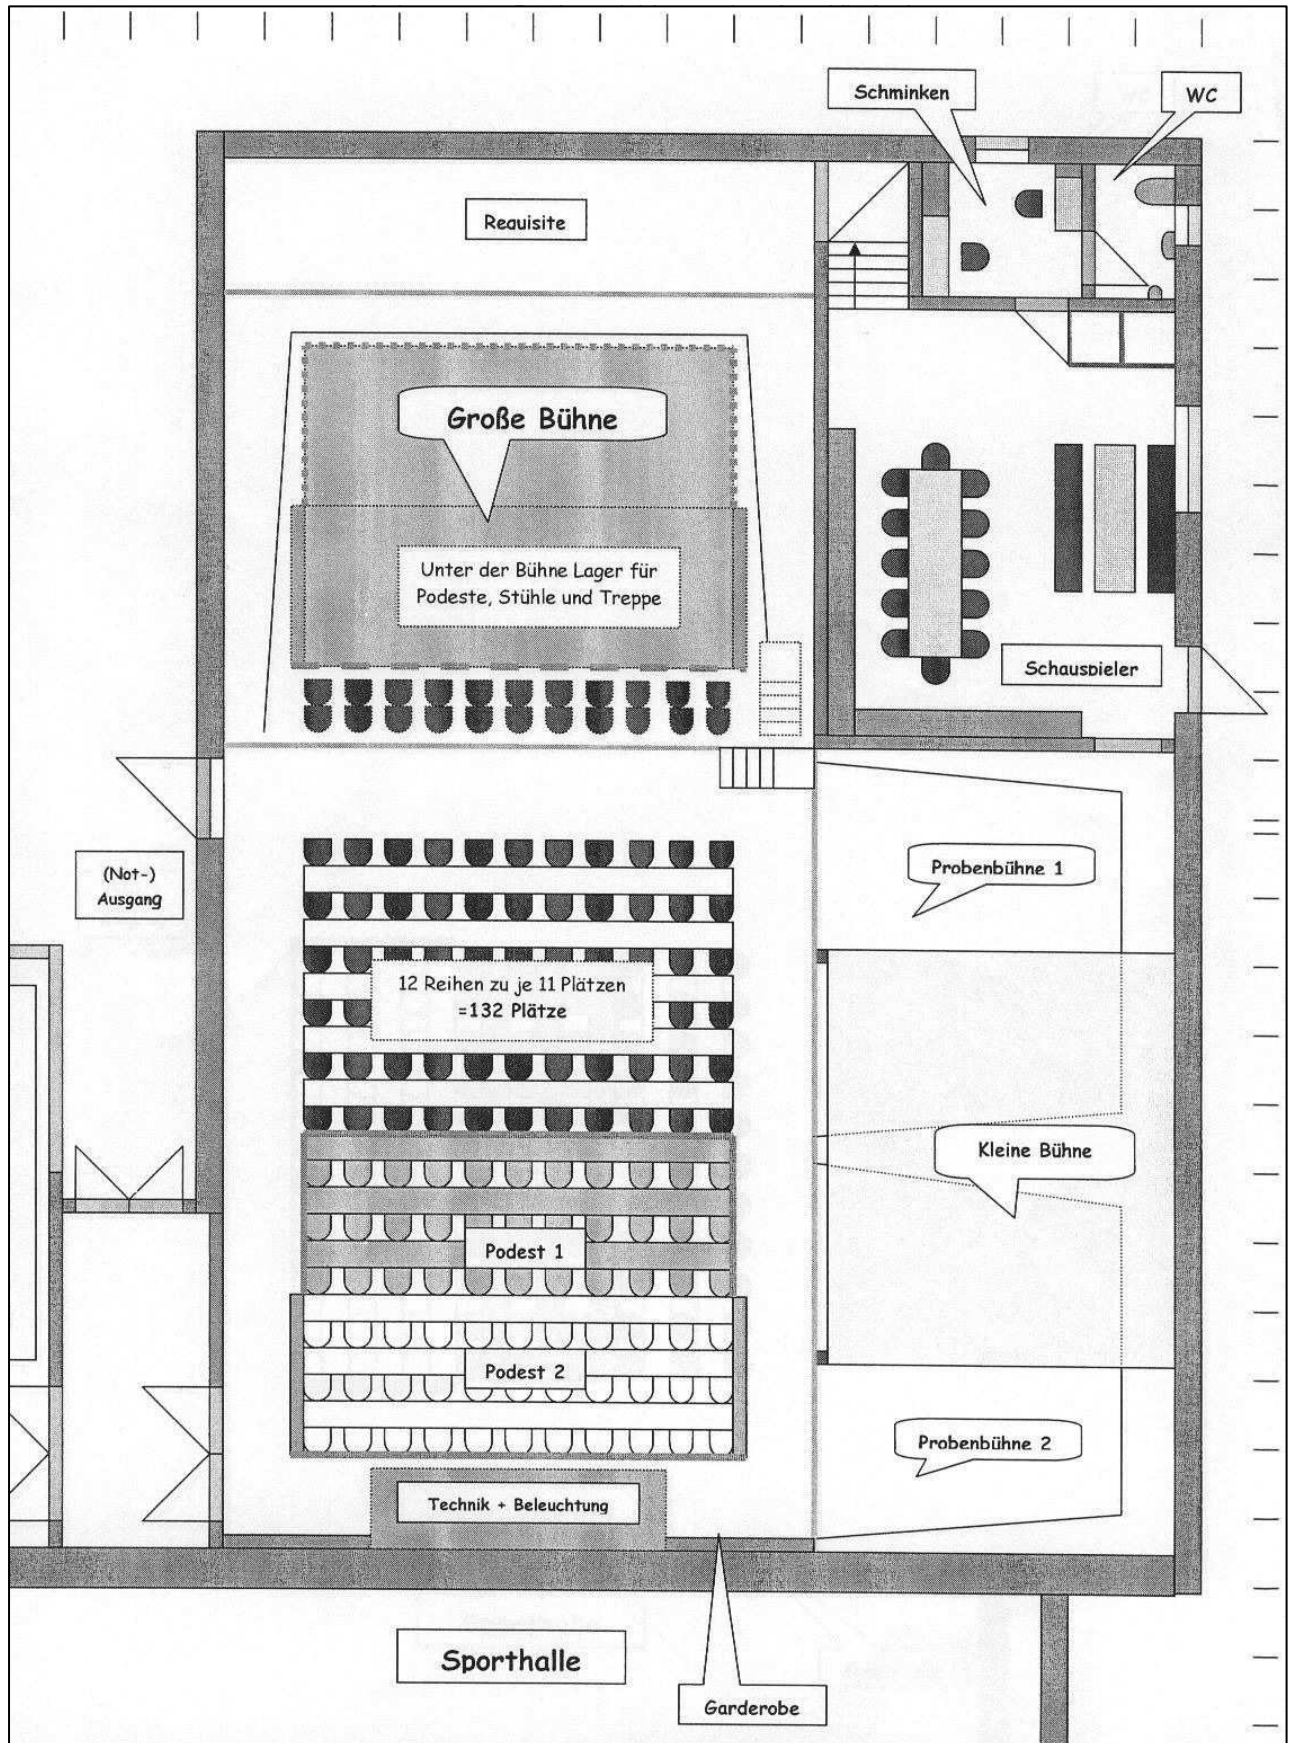 Schminken
WC
Reauisite
Große Bühne
Unter der Bühne Lager für
Podeste, Stühle und Treppe
Schauspieler
(Not-)
Ausgang
Probenbühne 1
12 Reihen zu je 11 Plätzen
=132 Plätze
Kleine Bühne
Podest 1
Podest 2
Probenbühne 2
Technik + Beleuchtung
Sporthalle
Garderobe